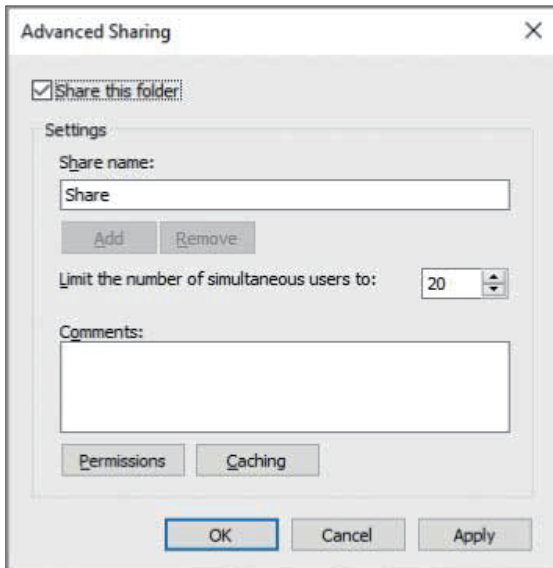 Advanced Sharing
Share this folder
Settings
Share name:
Share
Add Remove
Limit the number of simultaneous users to: 20
Comments:
Permissions Caching
OK Cancel Apply